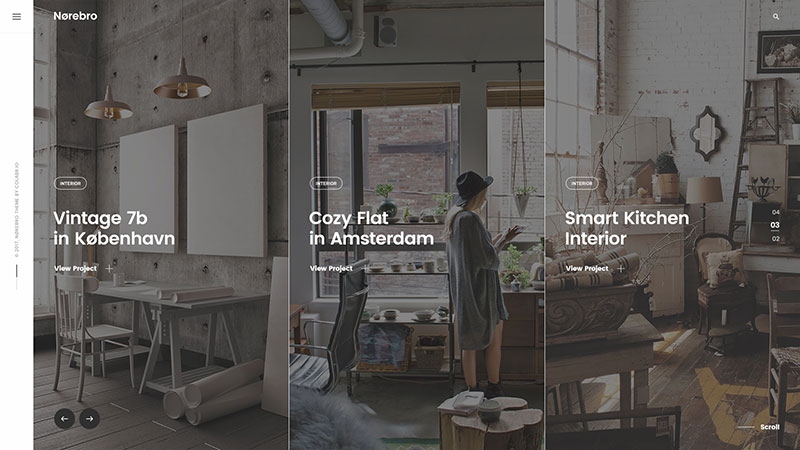 Nørebro
© 2017, NØREBRO THEME BY COLABR.IO
INTERIOR
Vintage 7b
in København
View Project
INTERIOR
Cozy Flat
in Amsterdam
View Project
INTERIOR
Smart Kitchen
Interior
View Project
04
03
02
Scroll